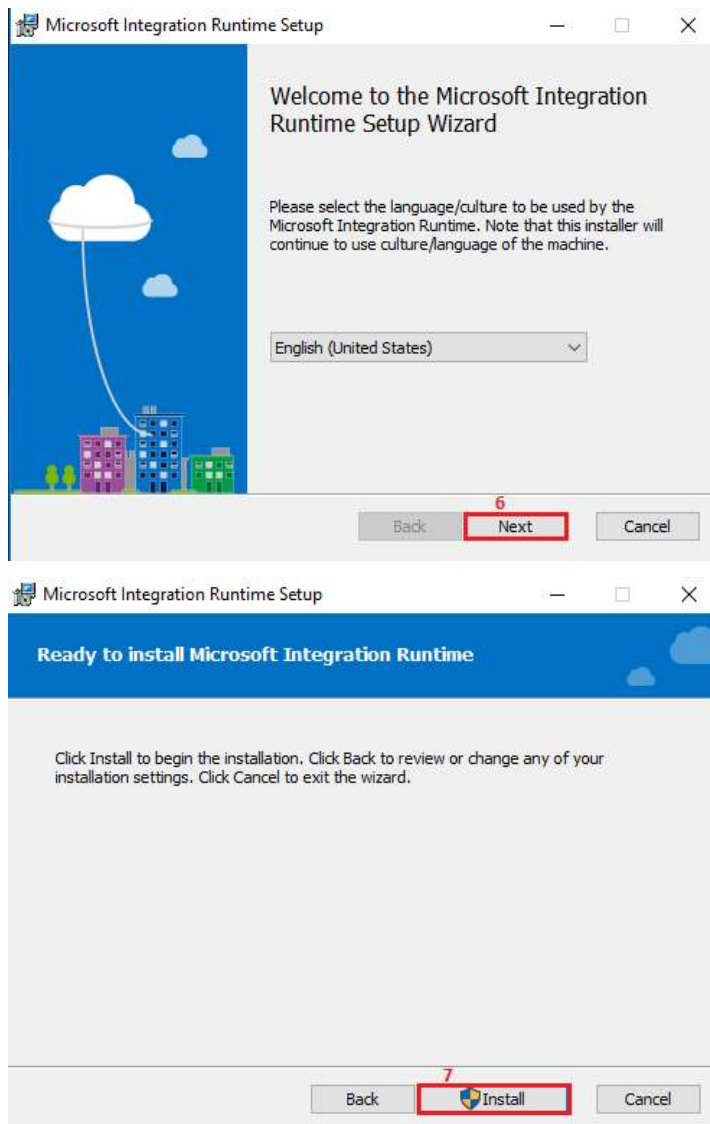 Microsoft Integration Runtime Setup
Welcome to the Microsoft Integration
Runtime Setup Wizard
Please select the language/culture to be used by the
Microsoft Integration Runtime. Note that this installer will
continue to use culture/language of the machine.
English (United States)
6
Back Next Cancel
Microsoft Integration Runtime Setup
Ready to install Microsoft Integration Runtime
Click Install to begin the installation. Click Back to review or change any of your
installation settings. Click Cancel to exit the wizard.
7
Back Install Cancel